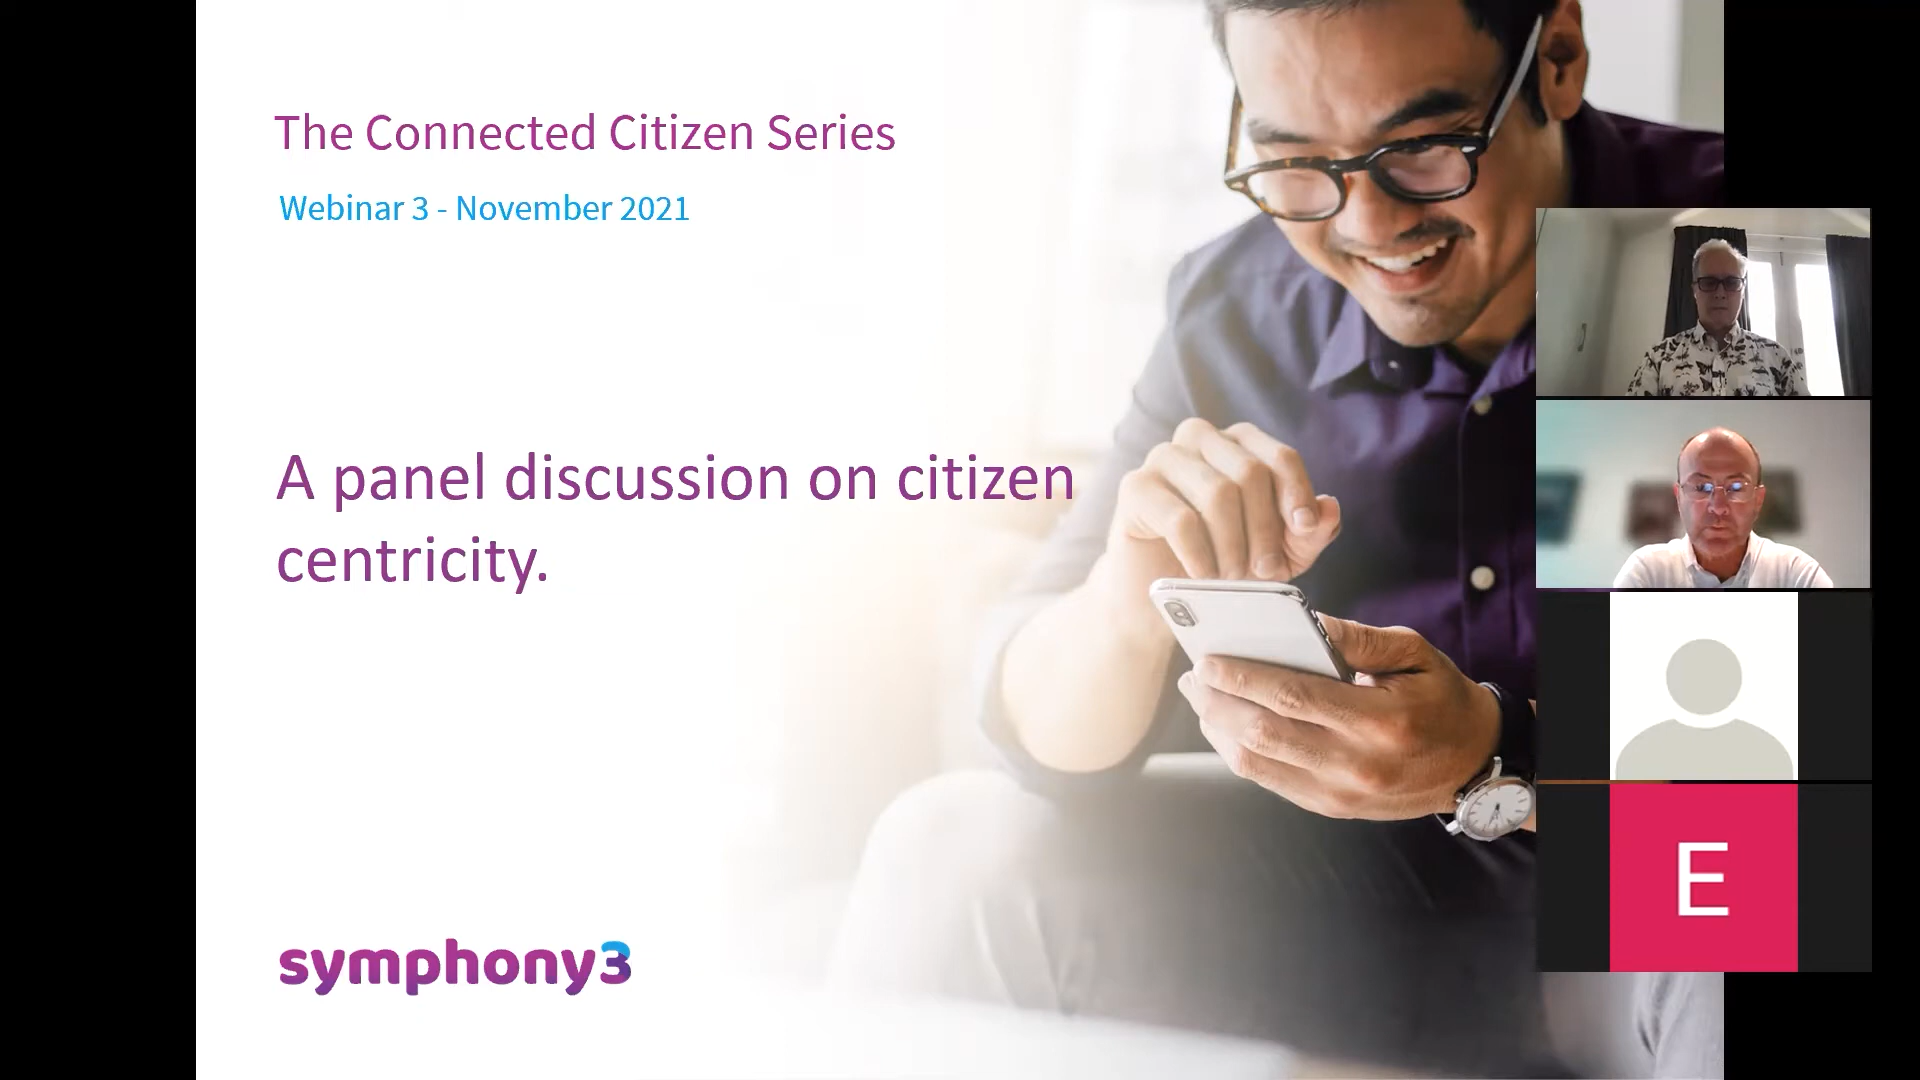 The Connected Citizen Series
Webinar 3 - November 2021
A panel discussion on citizen
centricity.
symphony3
E